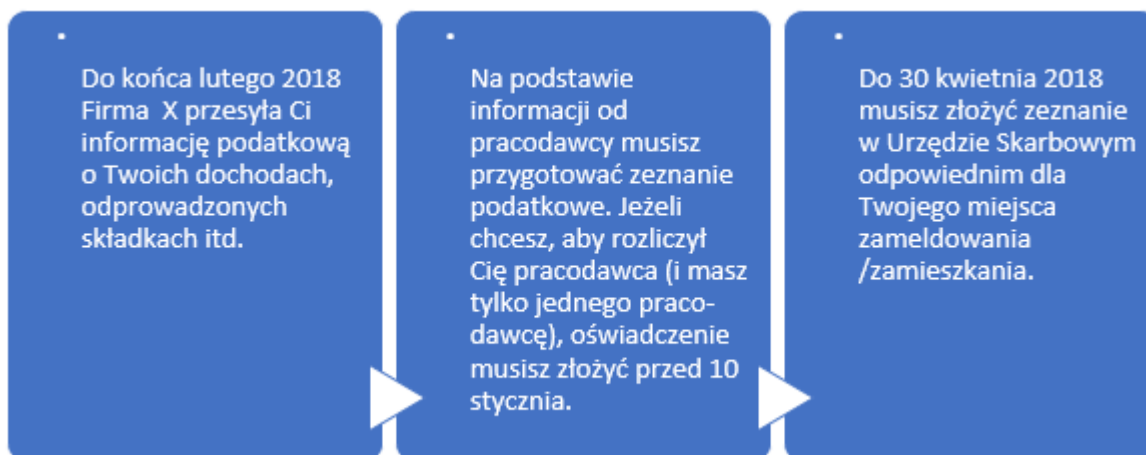 Do końca lutego 2018
Firma X przesyła Ci
informację podatkową
o Twoich dochodach,
odprowadzonych
składkach itd.
Na podstawie
informacji od
pracodawcy musisz
przygotować zeznanie
podatkowe. Jeżeli
chcesz, aby rozliczył
Cię pracodawca (i masz
tylko jednego praco-
dawcę), oświadczenie
musisz złożyć przed 10
stycznia.
Do 30 kwietnia 2018
musisz złożyć zeznanie
w Urzędzie Skarbowym
odpowiednim dla
Twojego miejsca
zameldowania
/zamieszkania.